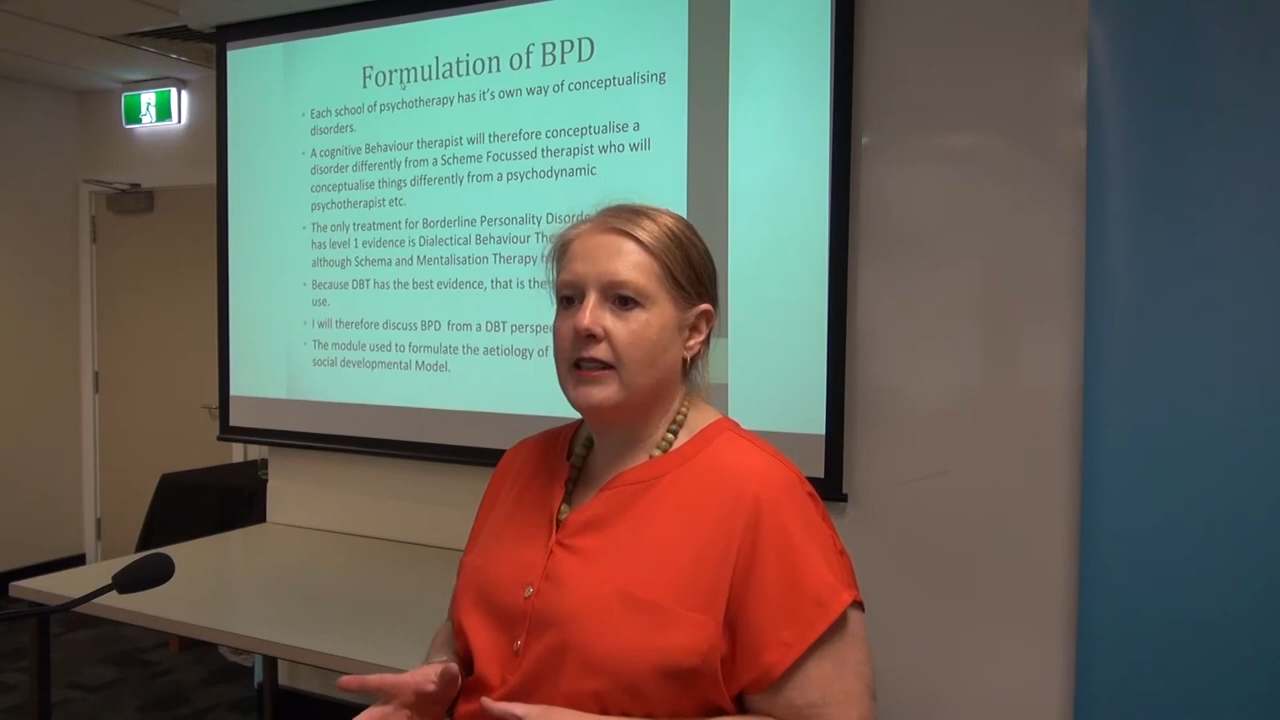 Formulation of BPD
Each school of psychotherapy has it's own way of conceptualising
disorders.
A cognitive Behaviour therapist will therefore conceptualise a
disorder differently from a Scheme Focussed therapist who will
conceptualise things differently from a psychodynamic
psychotherapist etc.
The only treatment for Borderline Personality
has level 1 evidence is Dialectical Behaviour
although Schema and Mentalisation Therapy
Because DBT has the best evidence, that is
use.
I will therefore discuss BPD from a DBT
The module used to formulate the aetiology of
social developmental Model.